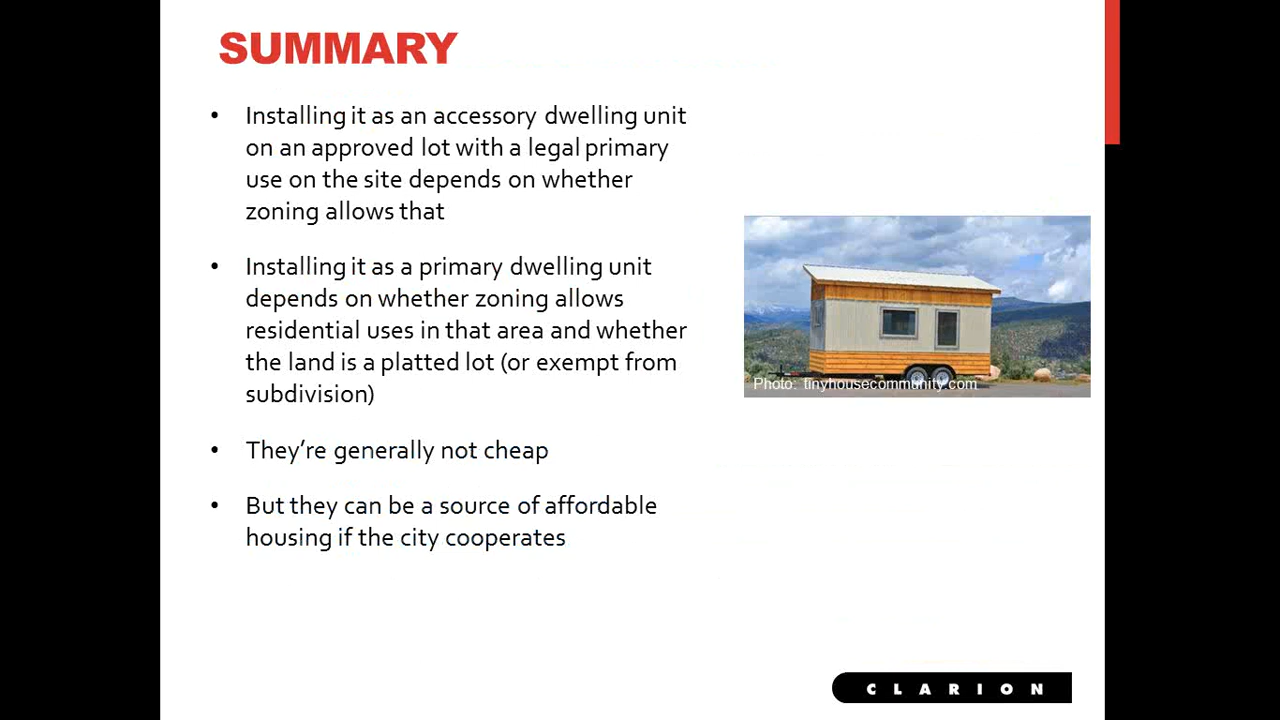 SUMMARY
• Installing it as an accessory dwelling unit
on an approved lot with a legal primary
use on the site depends on whether
zoning allows that
• Installing it as a primary dwelling unit
depends on whether zoning allows
residential uses in that area and whether
the land is a platted lot (or exempt from
subdivision)
• They’re generally not cheap
• But they can be a source of affordable
housing if the city cooperates
Photo: tinyhousecommunity.com
CLARION